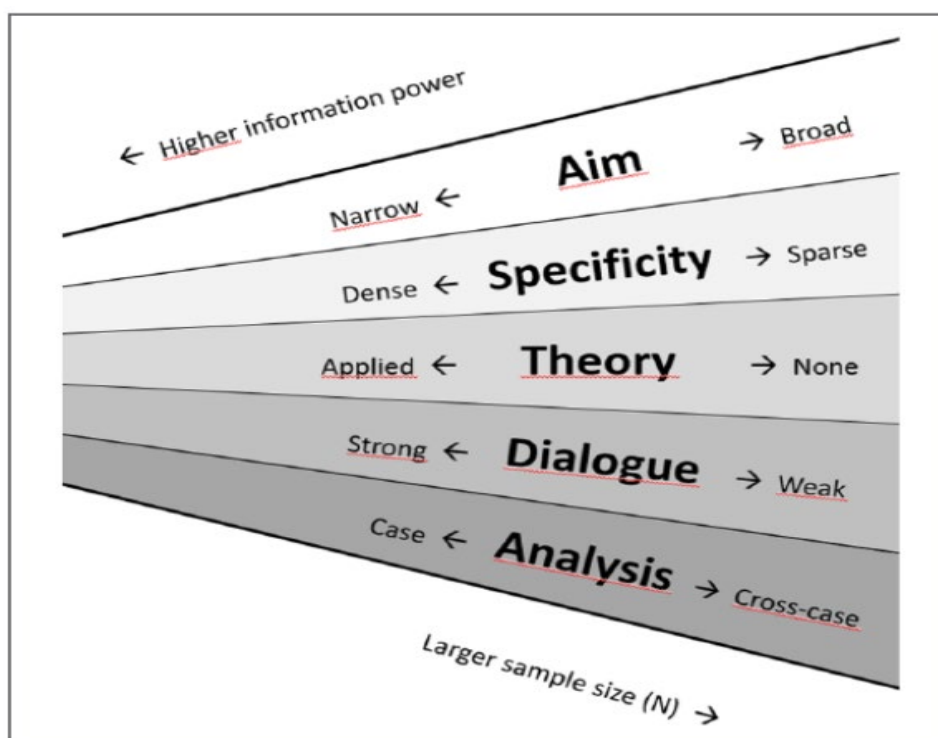 ← Higher information power
Narrow ← Aim → Broad
Dense ← Specificity → Sparse
Applied ← Theory → None
Strong ← Dialogue → Weak
Case ← Analysis → Cross-case
Larger sample size (N) →